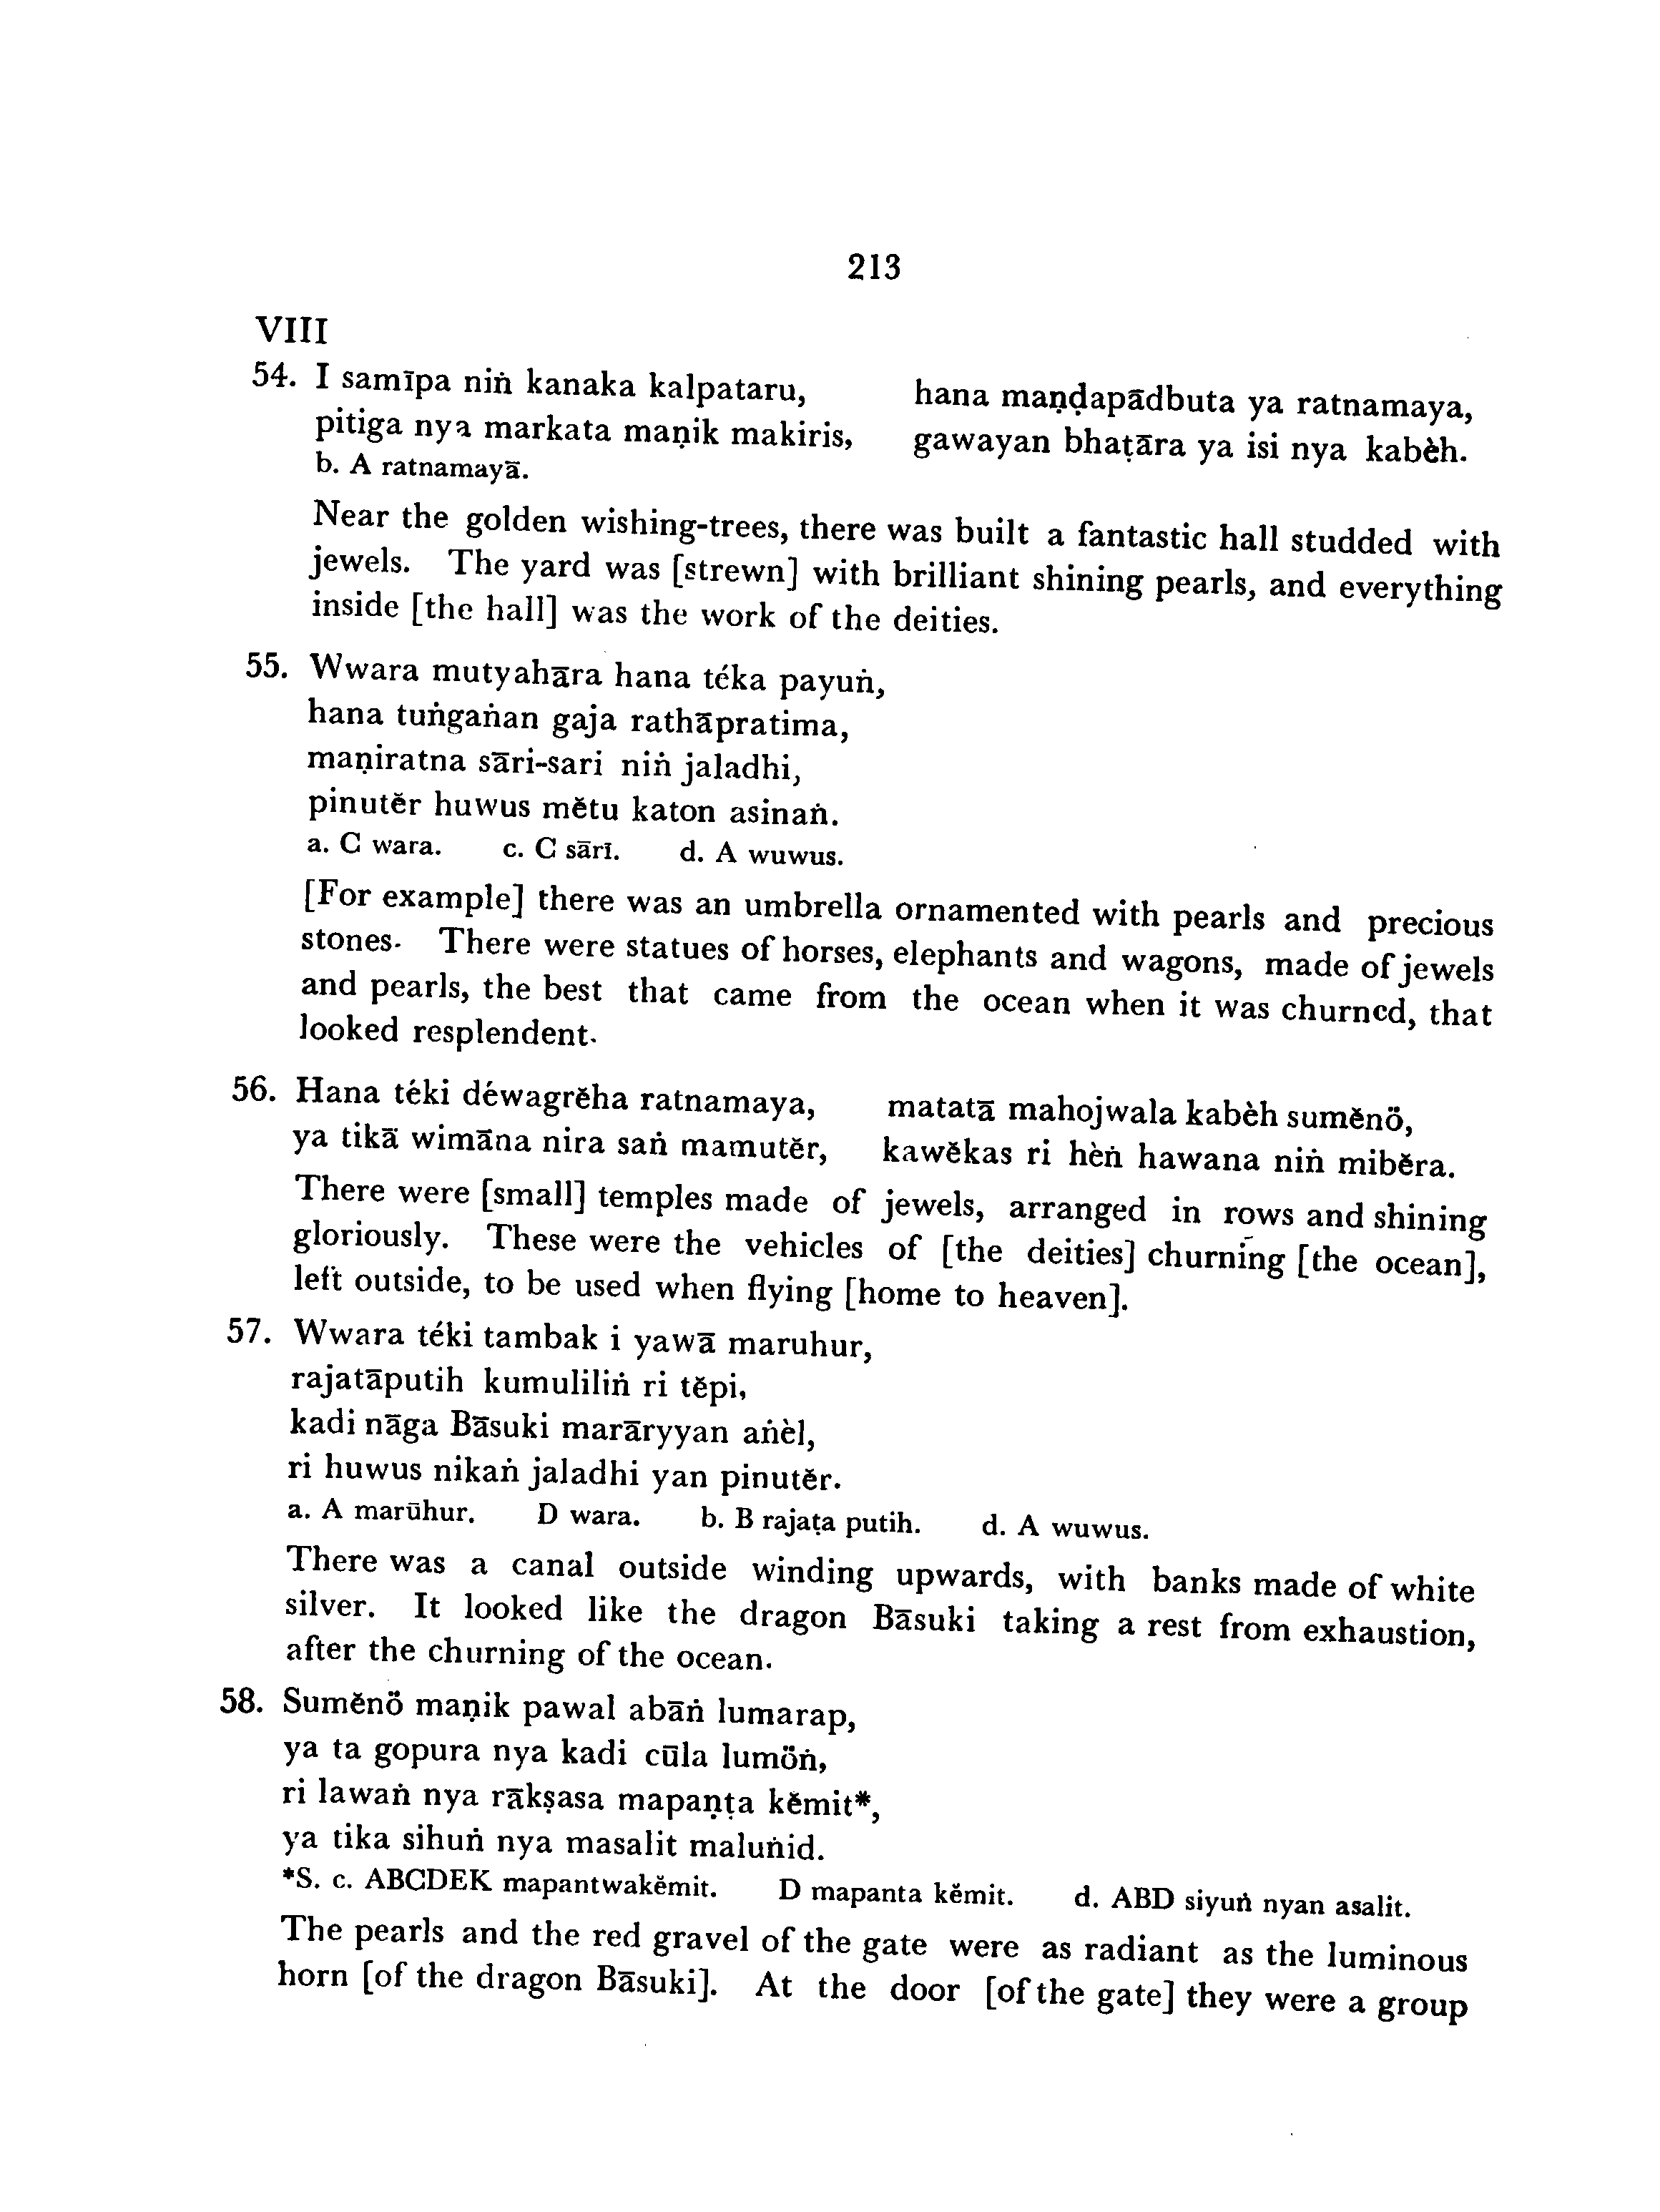 213
VIII
54. I samīpa niṅ kanaka kalpataru, hana maṇḍapādbuta ya ratnamaya,
pitiga nya markata maṇik makiris, gawayan bhaṭāra ya isi nya kabèh.
b. A ratnamayā.
Near the golden wishing-trees, there was built a fantastic hall studded with
jewels. The yard was [strewn] with brilliant shining pearls, and everything
inside [the hall] was the work of the deities.
55. Wwara mutyahāra hana téka payuṅ,
hana tuṅgaṅan gaja rathāpratima,
maṇiratna sāri-sari niṅ jaladhi,
pinutĕr huwus mĕtu katon asinaṅ.
a. C wara. c. C sārī. d. A wuwus.
[For example] there was an umbrella ornamented with pearls and precious
stones. There were statues of horses, elephants and wagons, made of jewels
and pearls, the best that came from the ocean when it was churned, that
looked resplendent.
56. Hana téki déwagrĕha ratnamaya, matatā mahojwala kabèh sumĕnö,
ya tikā wimāna nira saṅ mamutĕr, kawĕkas ri hèṅ hawana niṅ mibĕra.
There were [small] temples made of jewels, arranged in rows and shining
gloriously. These were the vehicles of [the deities] churning [the ocean],
left outside, to be used when flying [home to heaven].
57. Wwara téki tambak i yawā maruhur,
rajatāputih kumuliliṅ ri tĕpi,
kadi nāga Bāsuki marāryyan aṅèl,
ri huwus nikaṅ jaladhi yan pinutĕr.
a. A marūhur. D wara. b. B rajaṭa putih. d. A wuwus.
There was a canal outside winding upwards, with banks made of white
silver. It looked like the dragon Bāsuki taking a rest from exhaustion,
after the churning of the ocean.
58. Sumĕnö maṇik pawal abāṅ lumarap,
ya ta gopura nya kadi cūla lumöṅ,
ri lawaṅ nya rākṣasa mapaṇṭa kĕmit*,
ya tika sihuṅ nya masalit maluṅid.
*S. c. ABCDEK mapantwakĕmit. D mapanta kĕmit. d. ABD siyuṅ nyan asalit.
The pearls and the red gravel of the gate were as radiant as the luminous
horn [of the dragon Bāsuki]. At the door [of the gate] they were a group